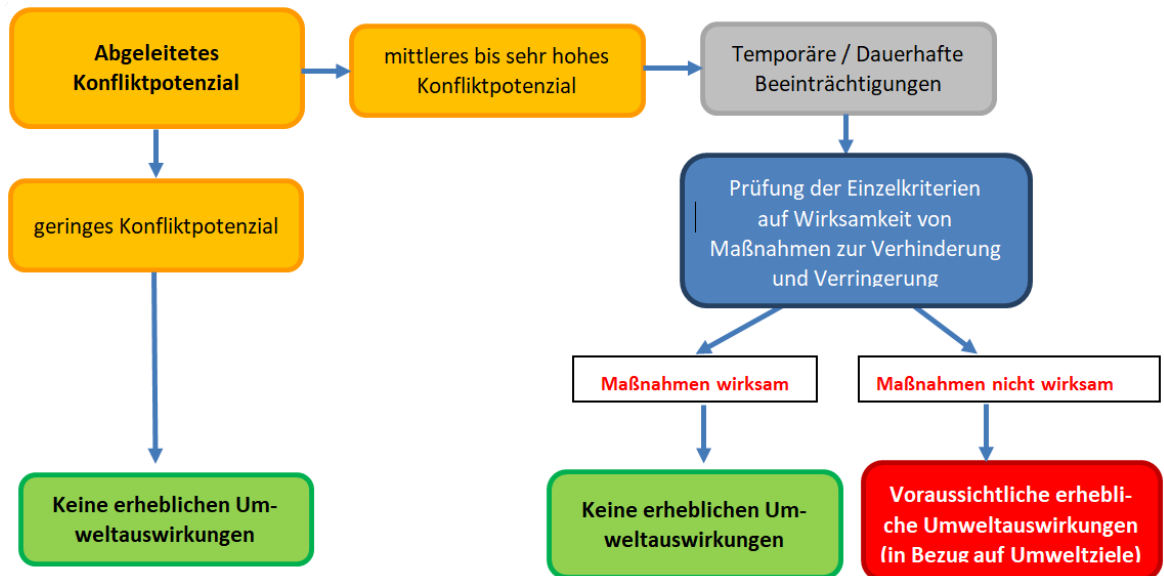 Abgeleitetes
Konfliktpotenzial
mittleres bis sehr hohes
Konfliktpotenzial
Temporäre / Dauerhafte
Beeinträchtigungen
geringes Konfliktpotenzial
Prüfung der Einzelkriterien
auf Wirksamkeit von
Maßnahmen zur Verhinderung
und Verringerung
Maßnahmen wirksam
Maßnahmen nicht wirksam
Keine erheblichen Um-
weltauswirkungen
Keine erheblichen Um-
weltauswirkungen
Voraussichtliche erhebli-
che Umweltauswirkungen
(in Bezug auf Umweltziele)